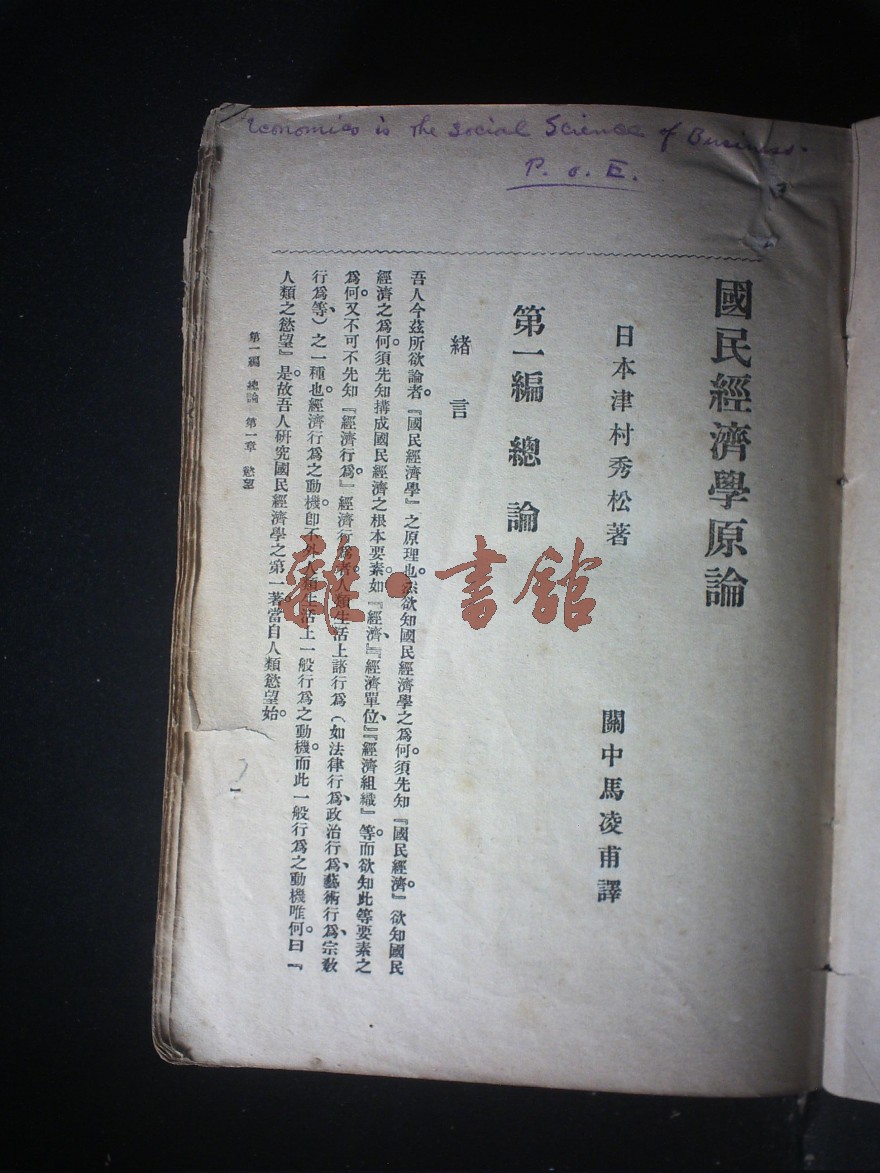 Economics is the Social Science of Business.
P. o. E.
國民經濟學原論
日本津村秀松著
關中馬凌甫譯
第一編 總論
緒言
吾人今茲所欲論者。『國民經濟學』之原理也。然欲知國民經濟學之爲何。須先知『國民經濟。』欲知國民
經濟之爲何。須先知搆成國民經濟之根本要素。如『經濟、』『經濟單位、』『經濟組織』等。而欲知此等要素之
爲何。又不可不先知『經濟行爲。』經濟行爲者。人類生活上諸行爲(如法律行爲、政治行爲、藝術行爲、宗敎
行爲等、)之一種也。經濟行爲之動機。卽不外人類生活上一般行爲之動機。而此一般行爲之動機唯何。曰『
人類之慾望』是。故吾人研究國民經濟學之第一著。當自人類慾望始。
第一編 總論 第一章 慾望
一
雜·書館